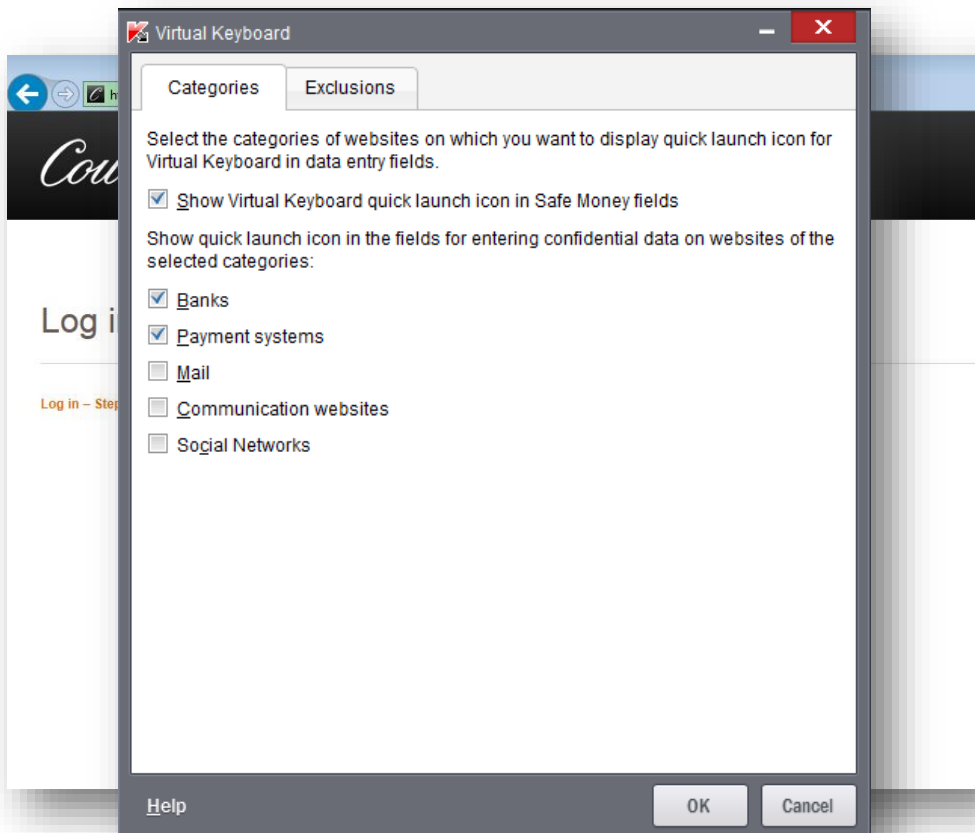 Virtual Keyboard
Categories
Exclusions
Select the categories of websites on which you want to display quick launch icon for
Virtual Keyboard in data entry fields.
Show Virtual Keyboard quick launch icon in Safe Money fields
Show quick launch icon in the fields for entering confidential data on websites of the
selected categories:
Banks
Payment systems
Mail
Communication websites
Social Networks
Log i
Log in – Step
Help
OK
Cancel